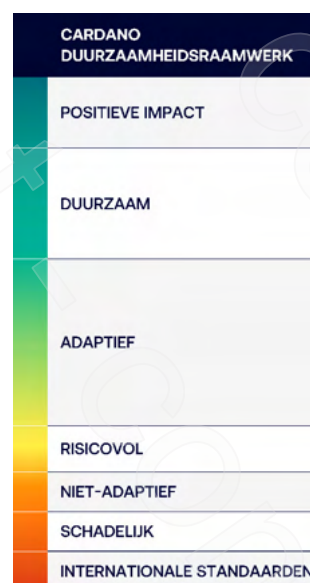 CARDANO
DUURZAAMHEIDSRAAMWERK
POSITIEVE IMPACT
DUURZAAM
ADAPTIEF
RISICOVOL
NIET-ADAPTIEF
SCHADELIJK
INTERNATIONALE STANDAARDEN